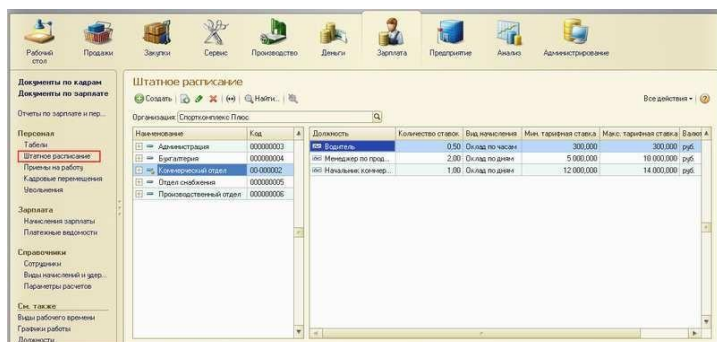 Рабочий стол
Продажи
Закупки
Сервис
Производство
Деньги
Зарплата
Предприятие
Анализ
Администрирование
Документы по кадрам
Документы по зарплате
Отчеты по зарплате и пер...
Персонал
Табели
Штатное расписание
Приемы на работу
Кадровые перемещения
Увольнения
Зарплата
Начисления зарплаты
Платежные ведомости
Справочники
Сотрудники
Виды начислений и удер...
Параметры расчетов
См. также
Виды рабочего времени
Графики работы
Должности
Штатное расписание
Создать
Найти...
Все действия
Организация: Спорткомплекс Плюс
Наименование Код
Администрация 000000003
Бухгалтерия 000000004
Коммерческий отдел 00-000002
Отдел снабжения 000000005
Производственный отдел 000000006
Должность Количество ставок Вид начисления Мин. тарифная ставка Макс. тарифная ставка Валют
Водитель 0,50 Оклад по часам 300,000 300,000 руб.
Менеджер по прод... 2,00 Оклад по дням 5 000,000 10 000,000 руб.
Начальник коммер... 1,00 Оклад по дням 12 000,000 14 000,000 руб.